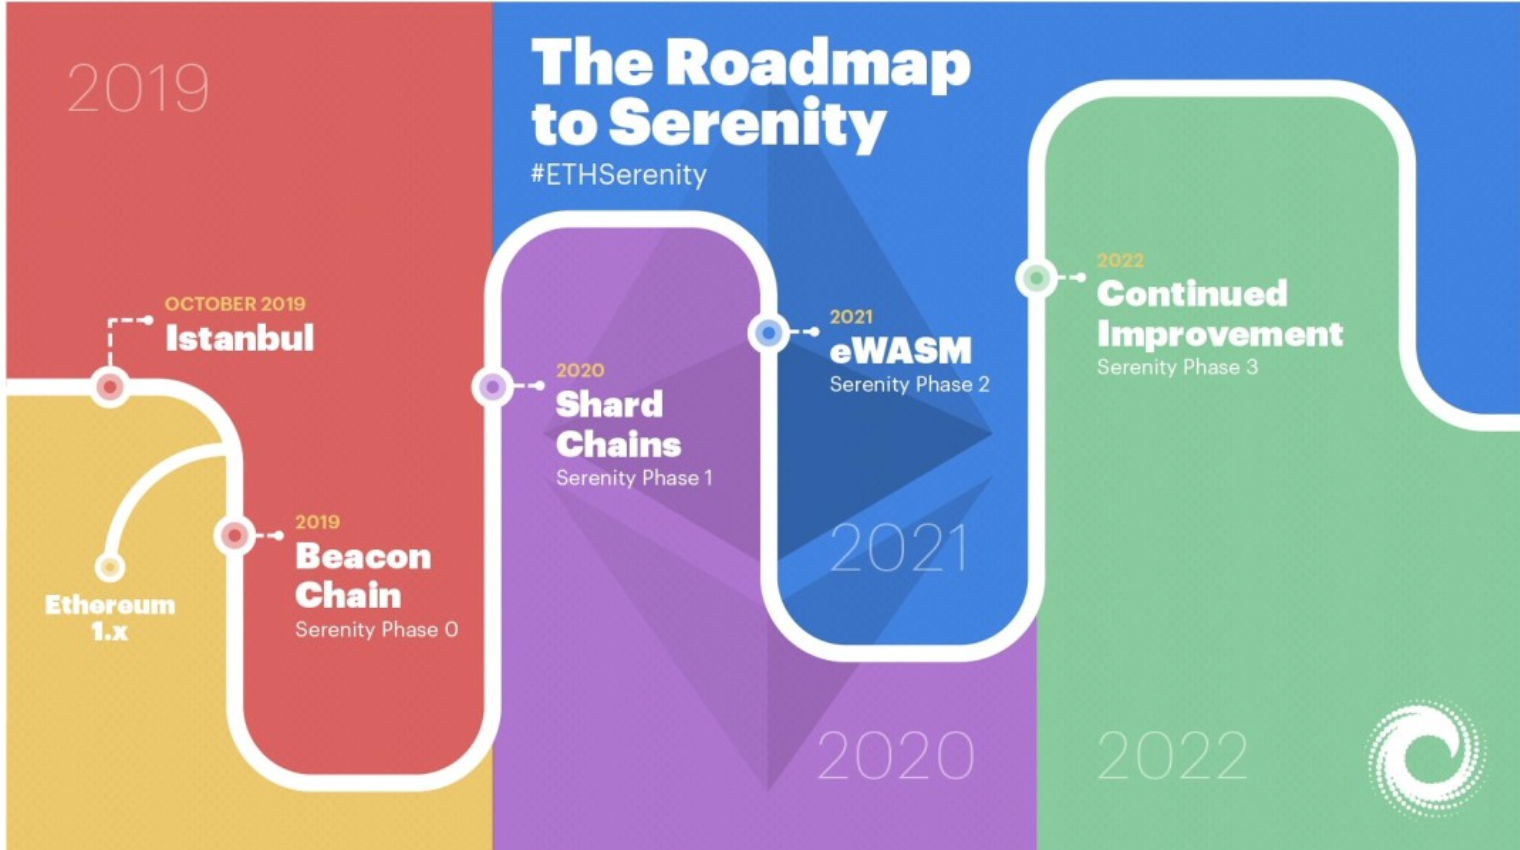 2019
The Roadmap
to Serenity
#ETHSerenity
OCTOBER 2019
Istanbul
Ethereum
1.x
2019
Beacon
Chain
Serenity Phase 0
2020
Shard
Chains
Serenity Phase 1
2021
eWASM
Serenity Phase 2
2021
2020
2022
Continued
Improvement
Serenity Phase 3
2022